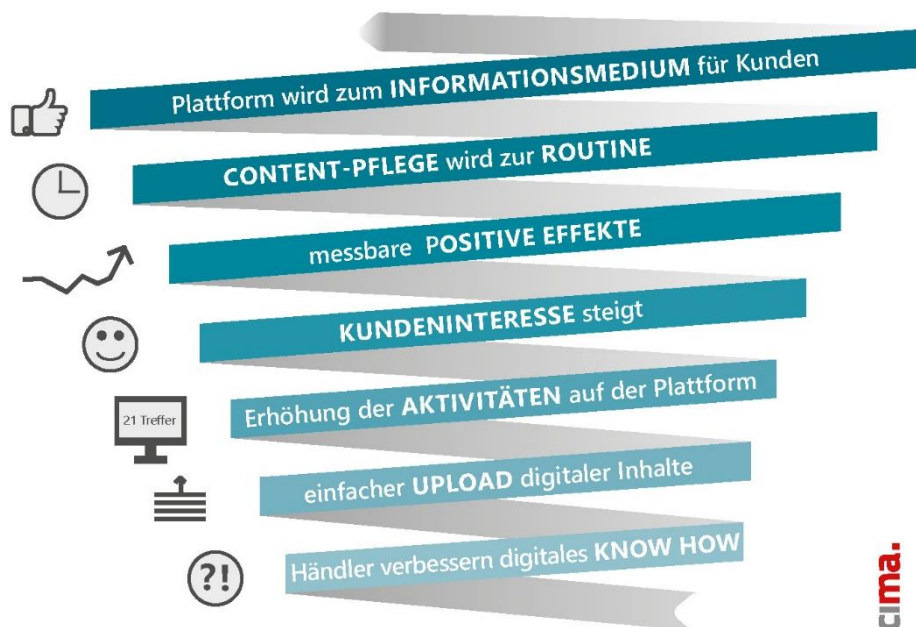 Plattform wird zum INFORMATIONSMEDIUM für Kunden
CONTENT-PFLEGE wird zur ROUTINE
messbare POSITIVE EFFEKTE
KUNDENINTERESSE steigt
21 Treffer
Erhöhung der AKTIVITÄTEN auf der Plattform
einfacher UPLOAD digitaler Inhalte
?!
Händler verbessern digitales KNOW HOW
cima.